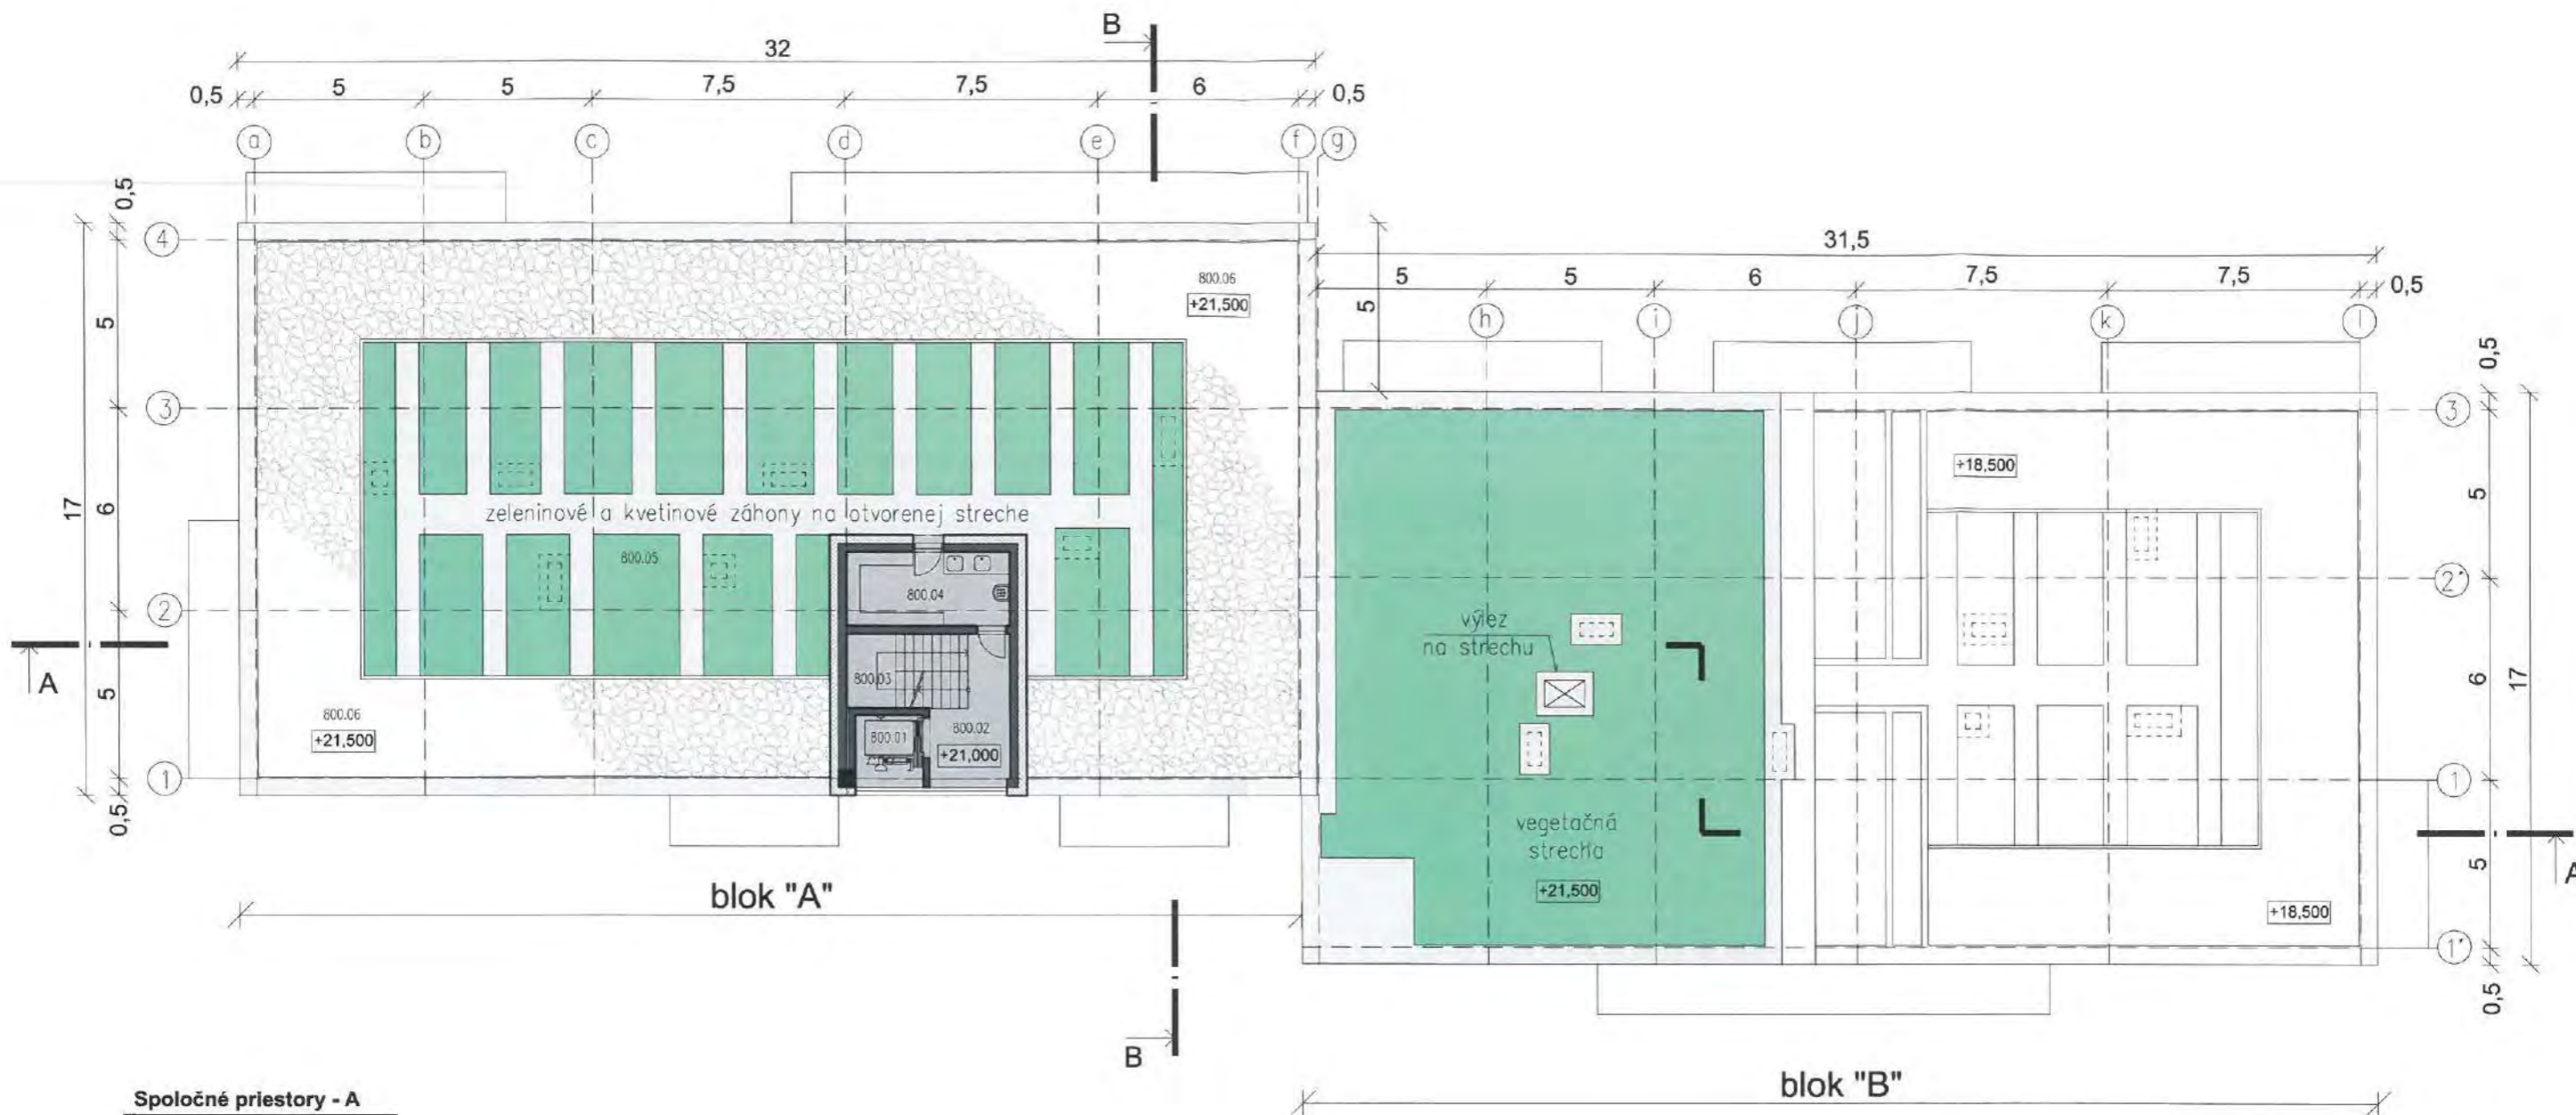 B
32
0,5 5 5 7,5 7,5 6 0,5
a b c d e f g
0,5
4
31,5
800.06
+21,500
5 5 6 7,5 7,5 0,5
5
5
h i j k l
0,5
3
3
+18,500
5
17
6
zeleninové a kvetinové záhony na otvorenej streche
800.05
2'
800.04
2
výlez
na strechu
A
800.03
6
17
5
800.06
+21,500
800.01
800.02
+21,000
1
1
0,5
vegetačná
strecha
+21,500
5
A
blok "A"
+18,500
1'
0,5
B
blok "B"
Spoločné priestory - A